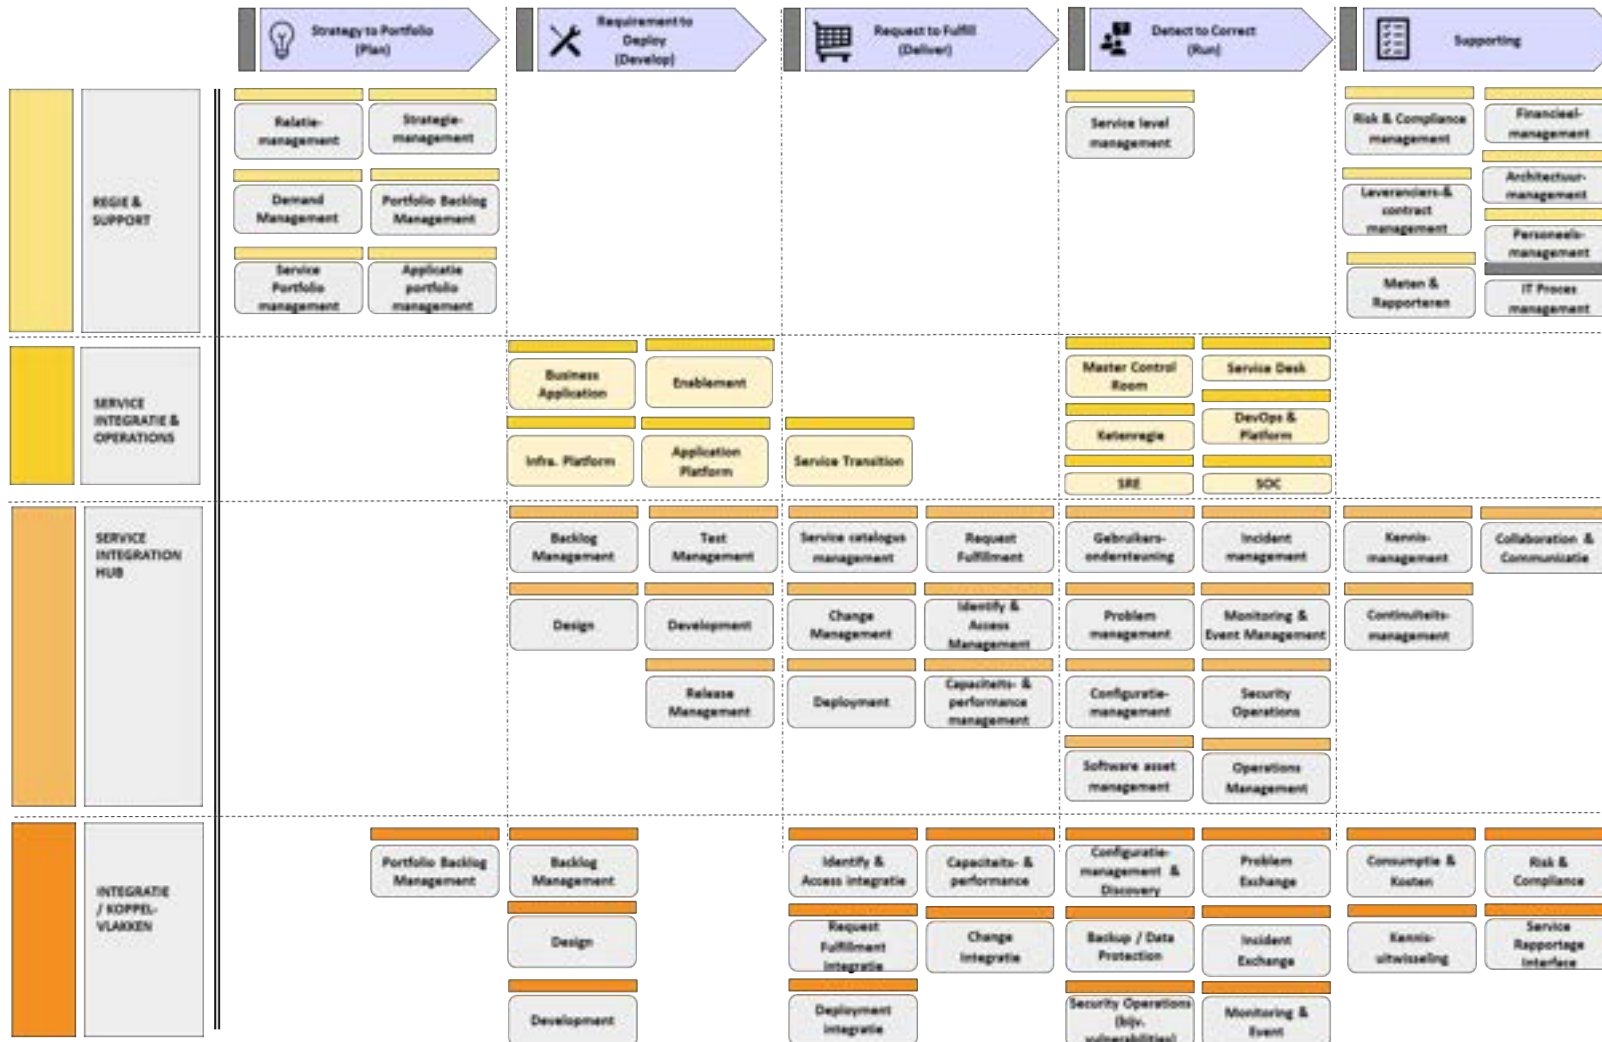 Strategy to Portfolio
(Plan)
Requirement to
Deploy
(Develop)
Request to Fulfill
(Deliver)
Detect to Correct
(Run)
Supporting
REGIE &
SUPPORT
Relatie-
management
Strategie-
management
Demand
Management
Portfolio Backlog
Management
Service
Portfolio
management
Applicatie
portfolio
management
Service level
management
Risk & Compliance
management
Financieel-
management
Leveranciers- &
contract
management
Architectuur-
management
Personeels-
management
Meten &
Rapporteren
IT Proces
management
SERVICE
INTEGRATIE &
OPERATIONS
Business
Application
Enablement
Infra. Platform
Application
Platform
Service Transition
Master Control
Room
Service Desk
Ketenregie
DevOps &
Platform
SRE
SOC
SERVICE
INTEGRATION
HUB
Backlog
Management
Test
Management
Design
Development
Release
Management
Service catalogus
management
Request
Fulfillment
Change
Management
Identify &
Access
Management
Deployment
Capaciteits- &
performance
management
Gebruikers-
ondersteuning
Incident
management
Problem
management
Monitoring &
Event Management
Configuratie-
management
Security
Operations
Software asset
management
Operations
Management
Kennis-
management
Collaboration &
Communicatie
Continuïteits-
management
INTEGRATIE
/ KOPPEL-
VLAKKEN
Portfolio Backlog
Management
Backlog
Management
Design
Development
Identify &
Access integratie
Capaciteits- &
performance
Request
Fulfillment
integratie
Change
Integratie
Deployment
integratie
Configuratie-
management &
Discovery
Problem
Exchange
Backup / Data
Protection
Incident
Exchange
Security Operations
(bijv.
vulnerabilities)
Monitoring &
Event
Consumptie &
Kosten
Risk &
Compliance
Kennis-
uitwisseling
Service
Rapportage
Interface